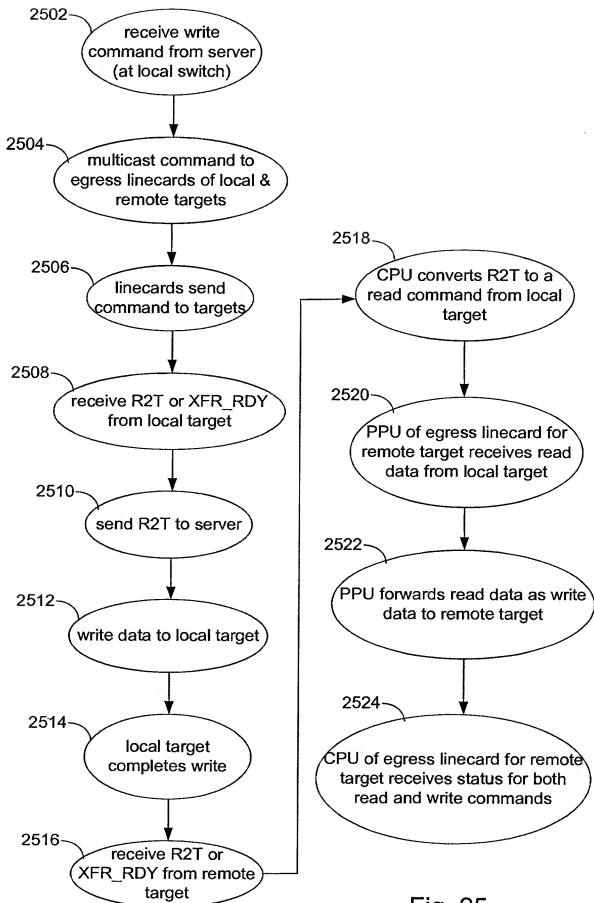 2502
receive write
command from server
(at local switch)
2504
multicast command to
egress linecards of local &
remote targets
2506
linecards send
command to targets
2508
receive R2T or XFR_RDY
from local target
2510
send R2T to server
2512
write data to local target
2514
local target
completes write
2516
receive R2T or
XFR_RDY from remote
target
2518
CPU converts R2T to a
read command from local
target
2520
PPU of egress linecard for
remote target receives read
data from local target
2522
PPU forwards read data as write
data to remote target
2524
CPU of egress linecard for remote
target receives status for both
read and write commands
Fig. 25